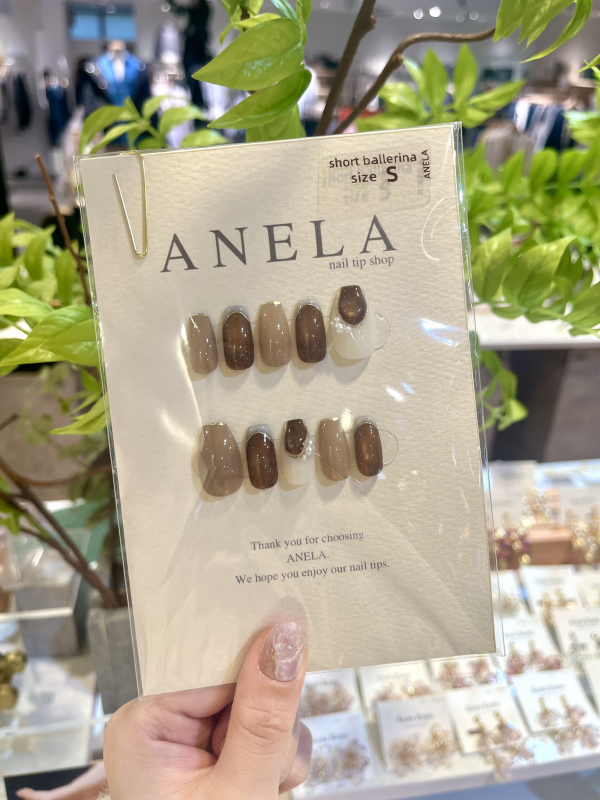 short ballerina
size S
ANELA
ANELA
nail tip shop
Thank you for choosing
ANELA.
We hope you enjoy our nail tips.